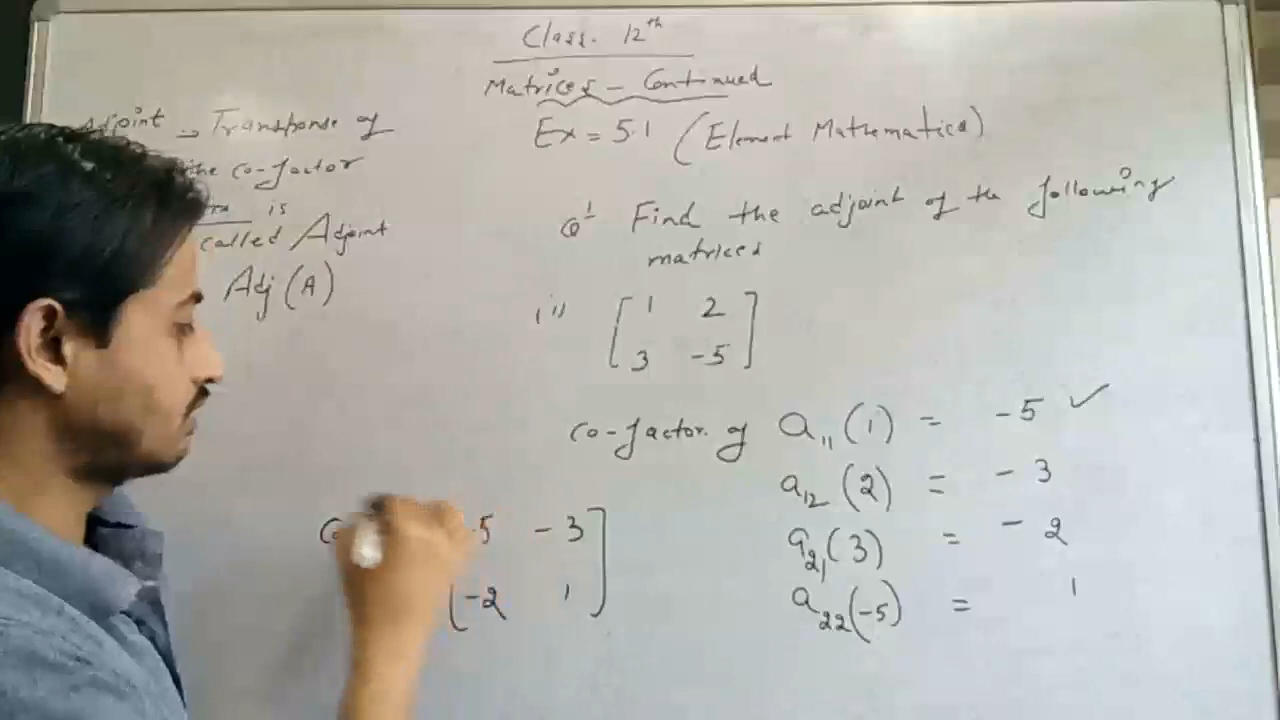 Class. 12th
Matrices - Continued
Ex = 5.1 (Element Mathematics)
Adjoint → Transpose of
the co-factor
is
called Adjoint
Adj (A)
Q1 Find the adjoint of the following
matrices
[ 1 2
3 -5 ]
Co-factor of a11 (1) = -5 ✓
a12 (2) = - 3
a21 (3) = - 2
a22 (-5) = 1
-5 -3 ]
[ -2 1 ]